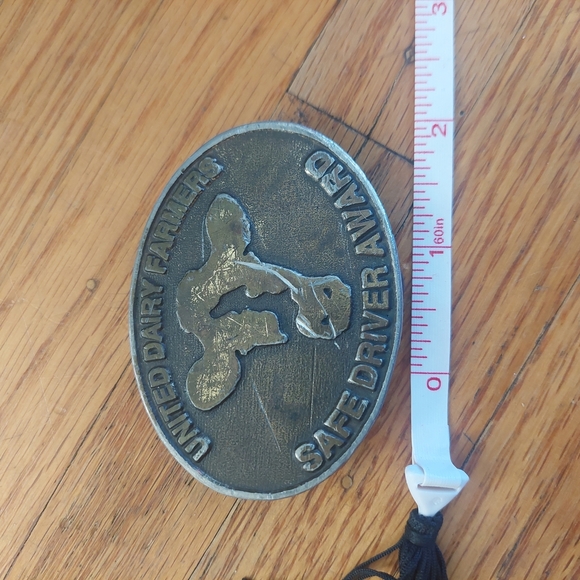 UNITED DAIRY FARMERS
SAFE DRIVER AWARD
3
2
60in
1
0